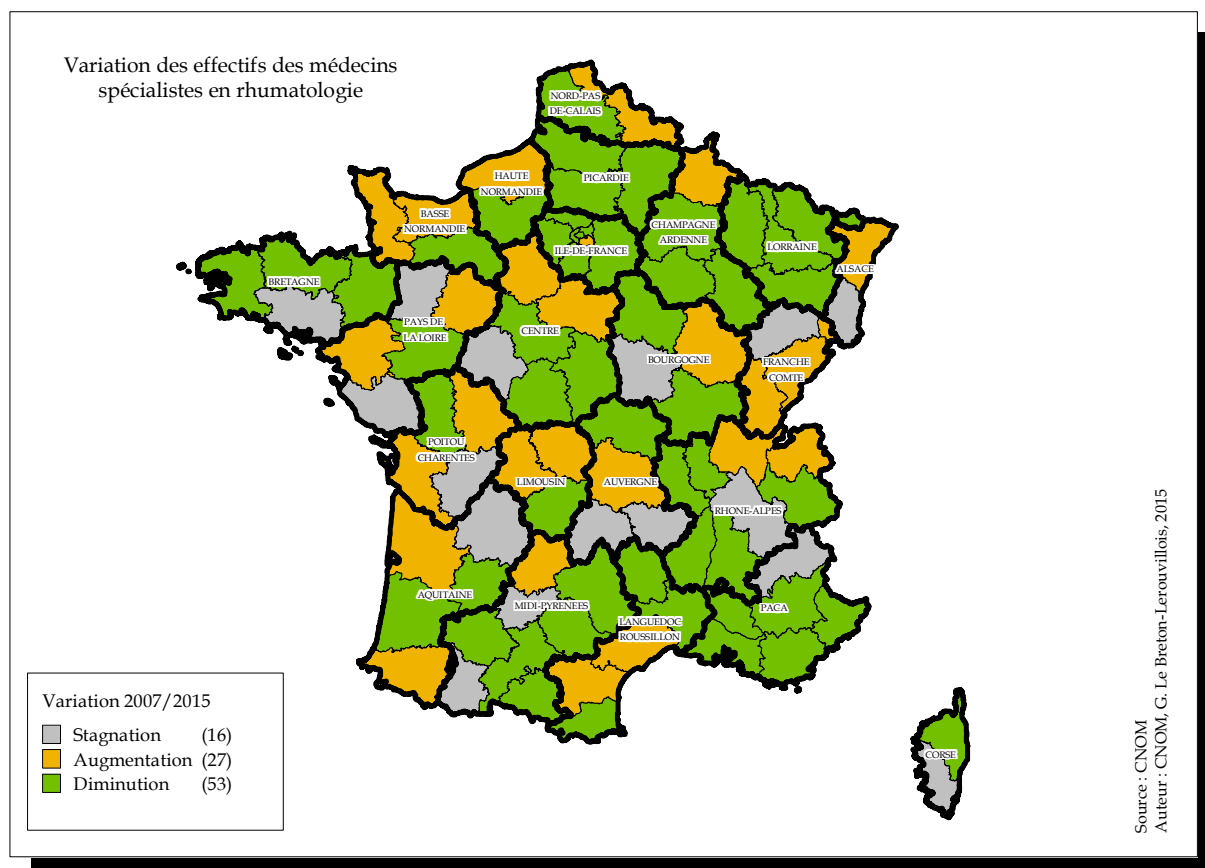 Variation des effectifs des médecins
spécialistes en rhumatologie
NORD-PAS
DE-CALAIS
HAUTE
NORMANDIE
PICARDIE
BASSE
NORMANDIE
CHAMPAGNE
ARDENNE
ILE-DE-FRANCE
LORRAINE
ALSACE
BRETAGNE
PAYS DE
LA LOIRE
CENTRE
BOURGOGNE
FRANCHE
COMTE
POITOU
CHARENTES
LIMOUSIN
AUVERGNE
RHONE-ALPES
AQUITAINE
MIDI-PYRENEES
LANGUEDOC-
ROUSSILLON
PACA
CORSE
Variation 2007/2015
Stagnation (16)
Augmentation (27)
Diminution (53)
Source : CNOM
Auteur : CNOM, G. Le Breton-Lerouvillois, 2015